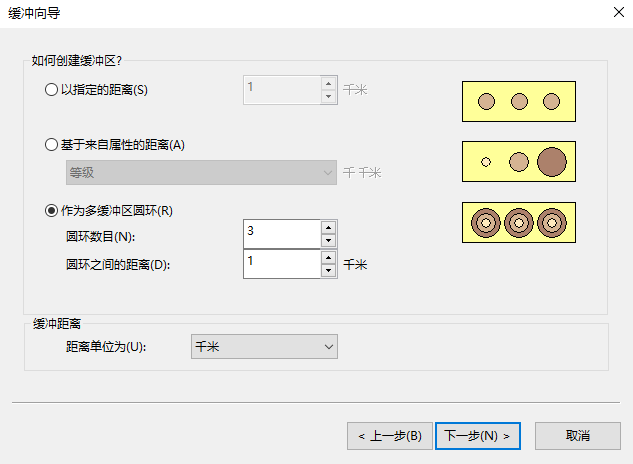 缓冲向导
如何创建缓冲区?
以指定的距离(S)
1
千米
基于来自属性的距离(A)
等级
千 千米
作为多缓冲区圆环(R)
圆环数目(N):
3
圆环之间的距离(D):
1
千米
缓冲距离
距离单位为(U):
千米
< 上一步(B)
下一步(N) >
取消